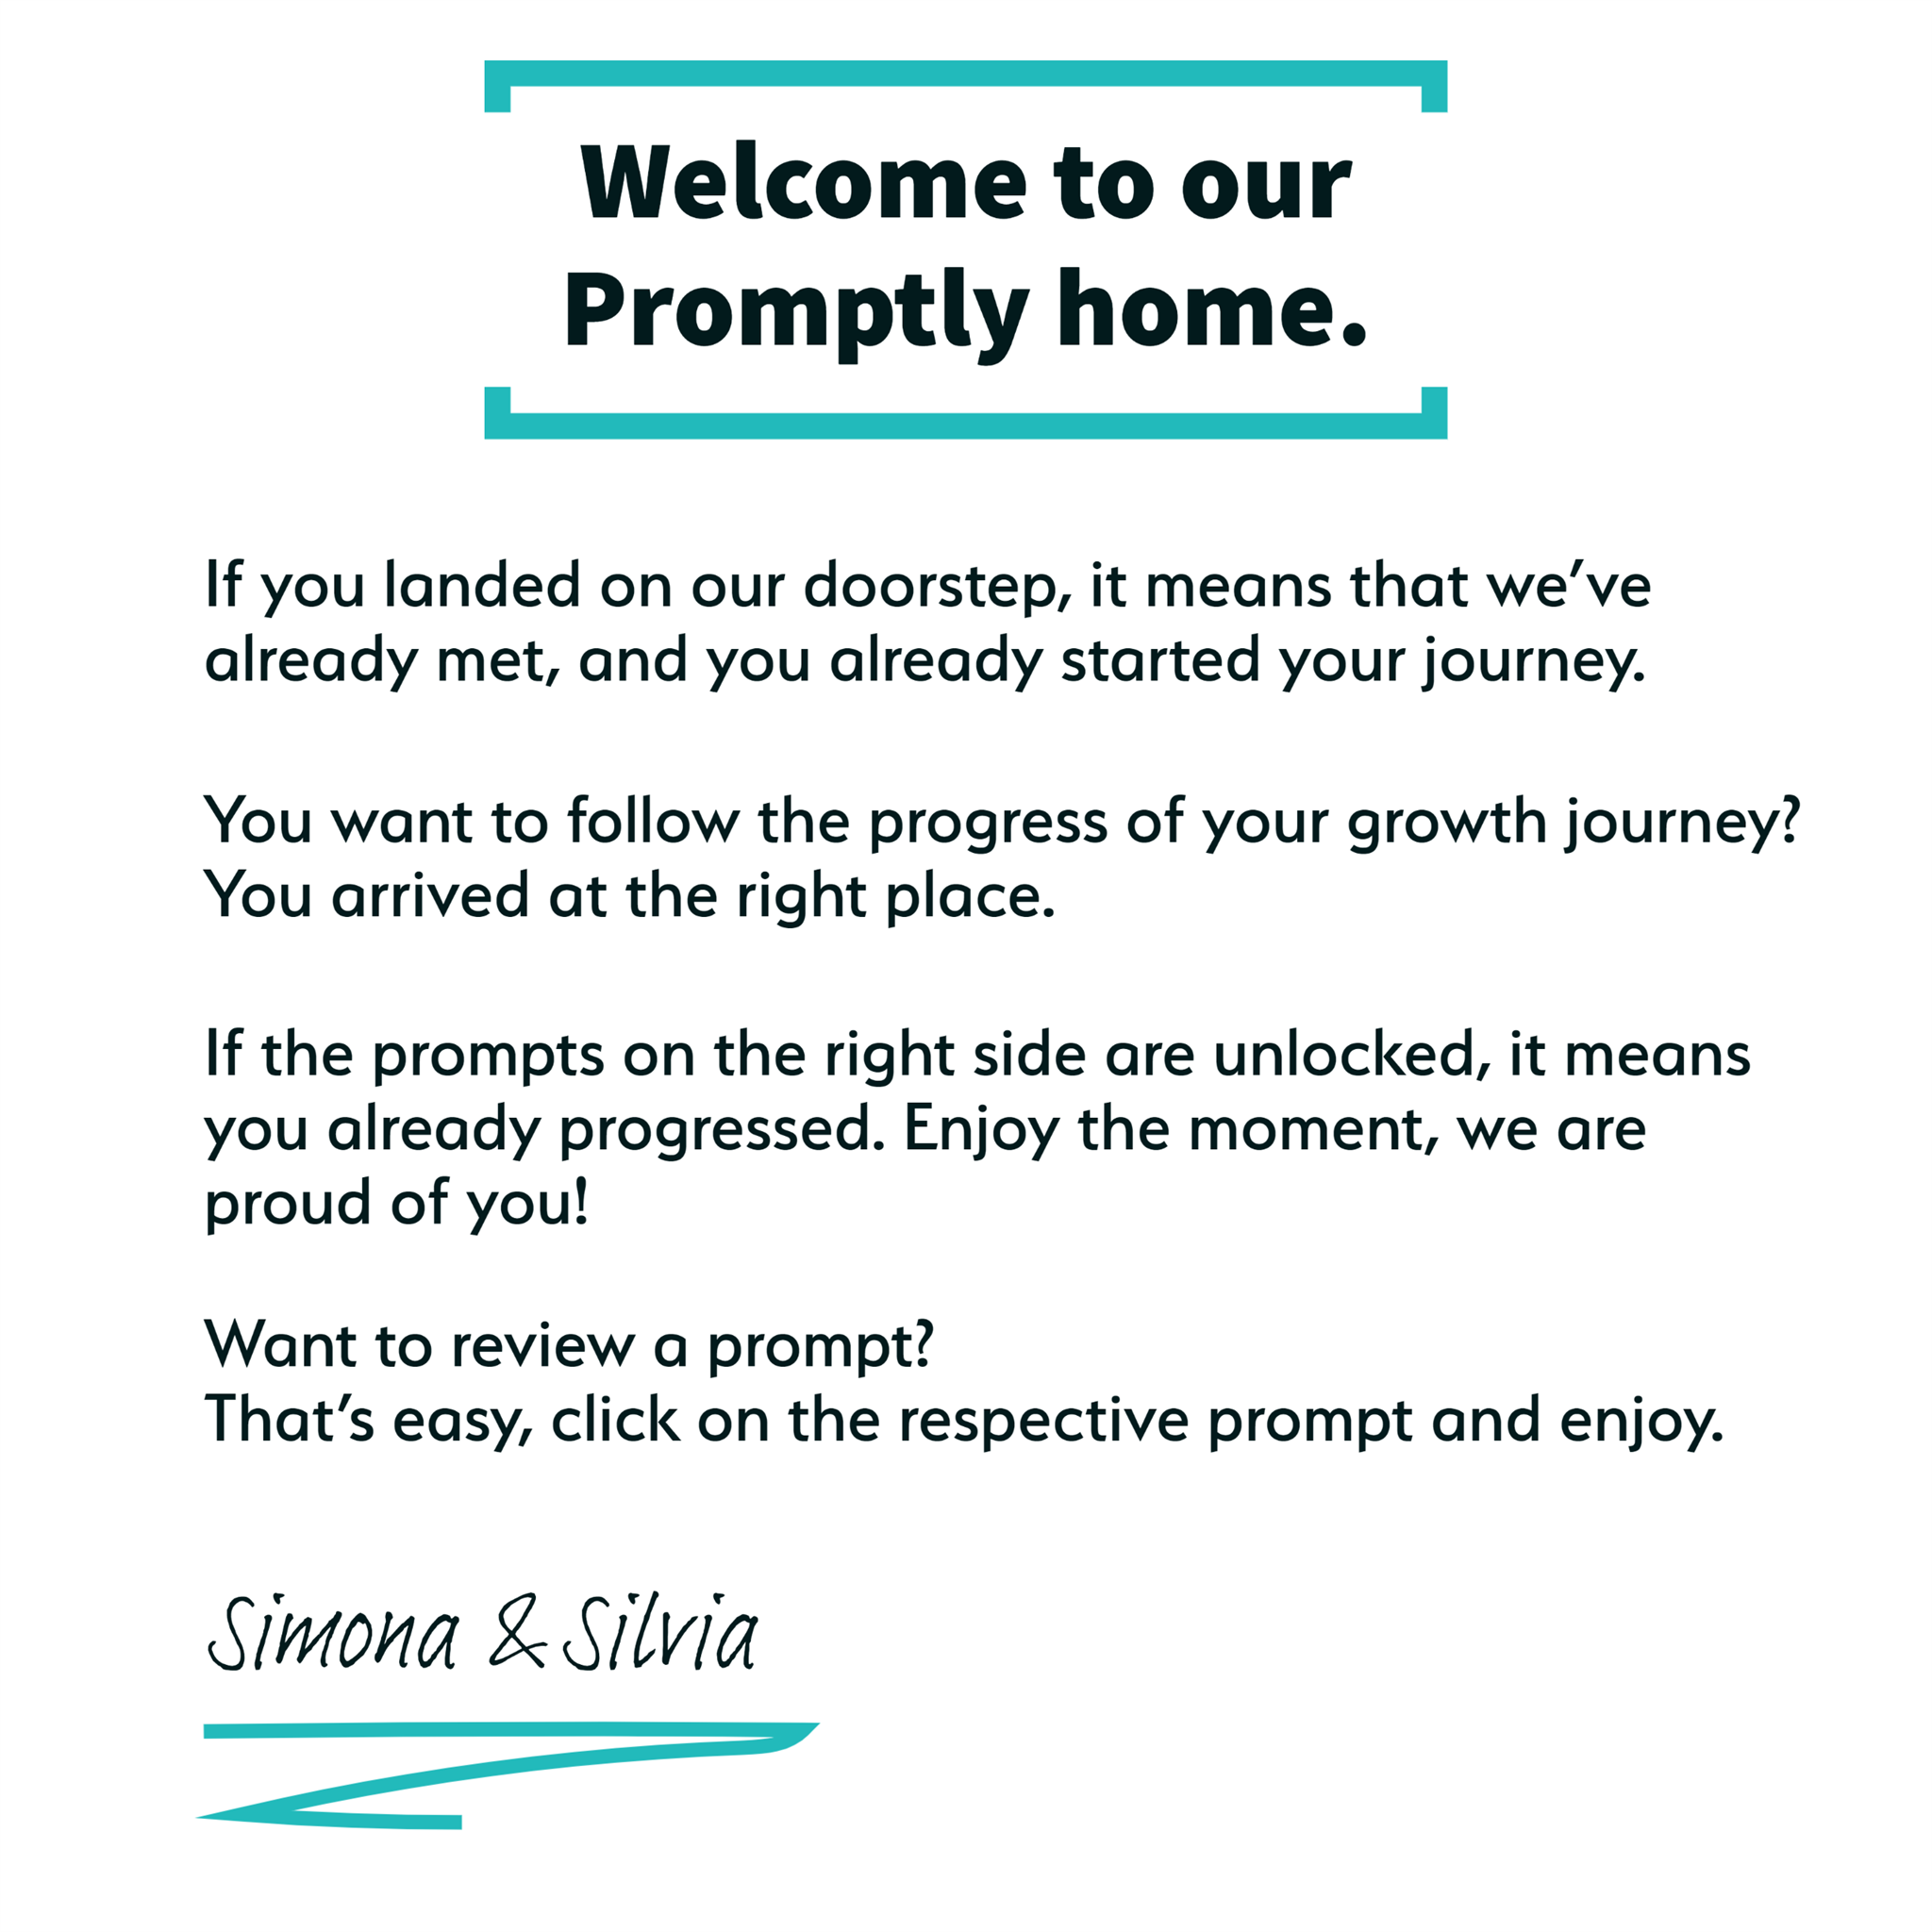 Welcome to our
Promptly home.
If you landed on our doorstep, it means that we’ve
already met, and you already started your journey.
You want to follow the progress of your growth journey?
You arrived at the right place.
If the prompts on the right side are unlocked, it means
you already progressed. Enjoy the moment, we are
proud of you!
Want to review a prompt?
That’s easy, click on the respective prompt and enjoy.
Simona & Silvia